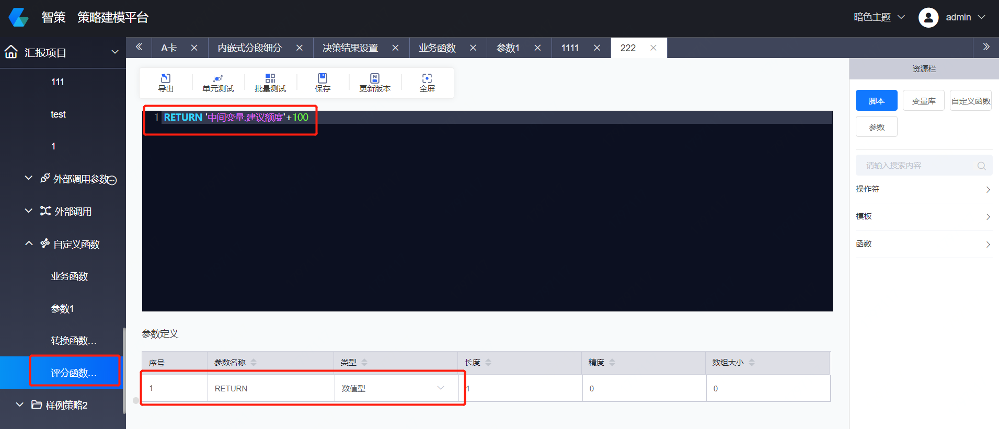 智策 策略建模平台
暗色主题
admin
汇报项目
111
test
1
外部调用参数
外部调用
自定义函数
业务函数
参数1
转换函数...
评分函数...
样例策略2
A卡
内嵌式分段细分
决策结果设置
业务函数
参数1
1111
222
导出
单元测试
批量测试
保存
更新版本
全屏
1 RETURN '中间变量.建议额度'+100
参数定义
序号 参数名称 类型 长度 精度 数组大小
1 RETURN 数值型 1 0 0
资源栏
脚本 变量库 自定义函数
参数
请输入搜索内容
操作符
模板
函数